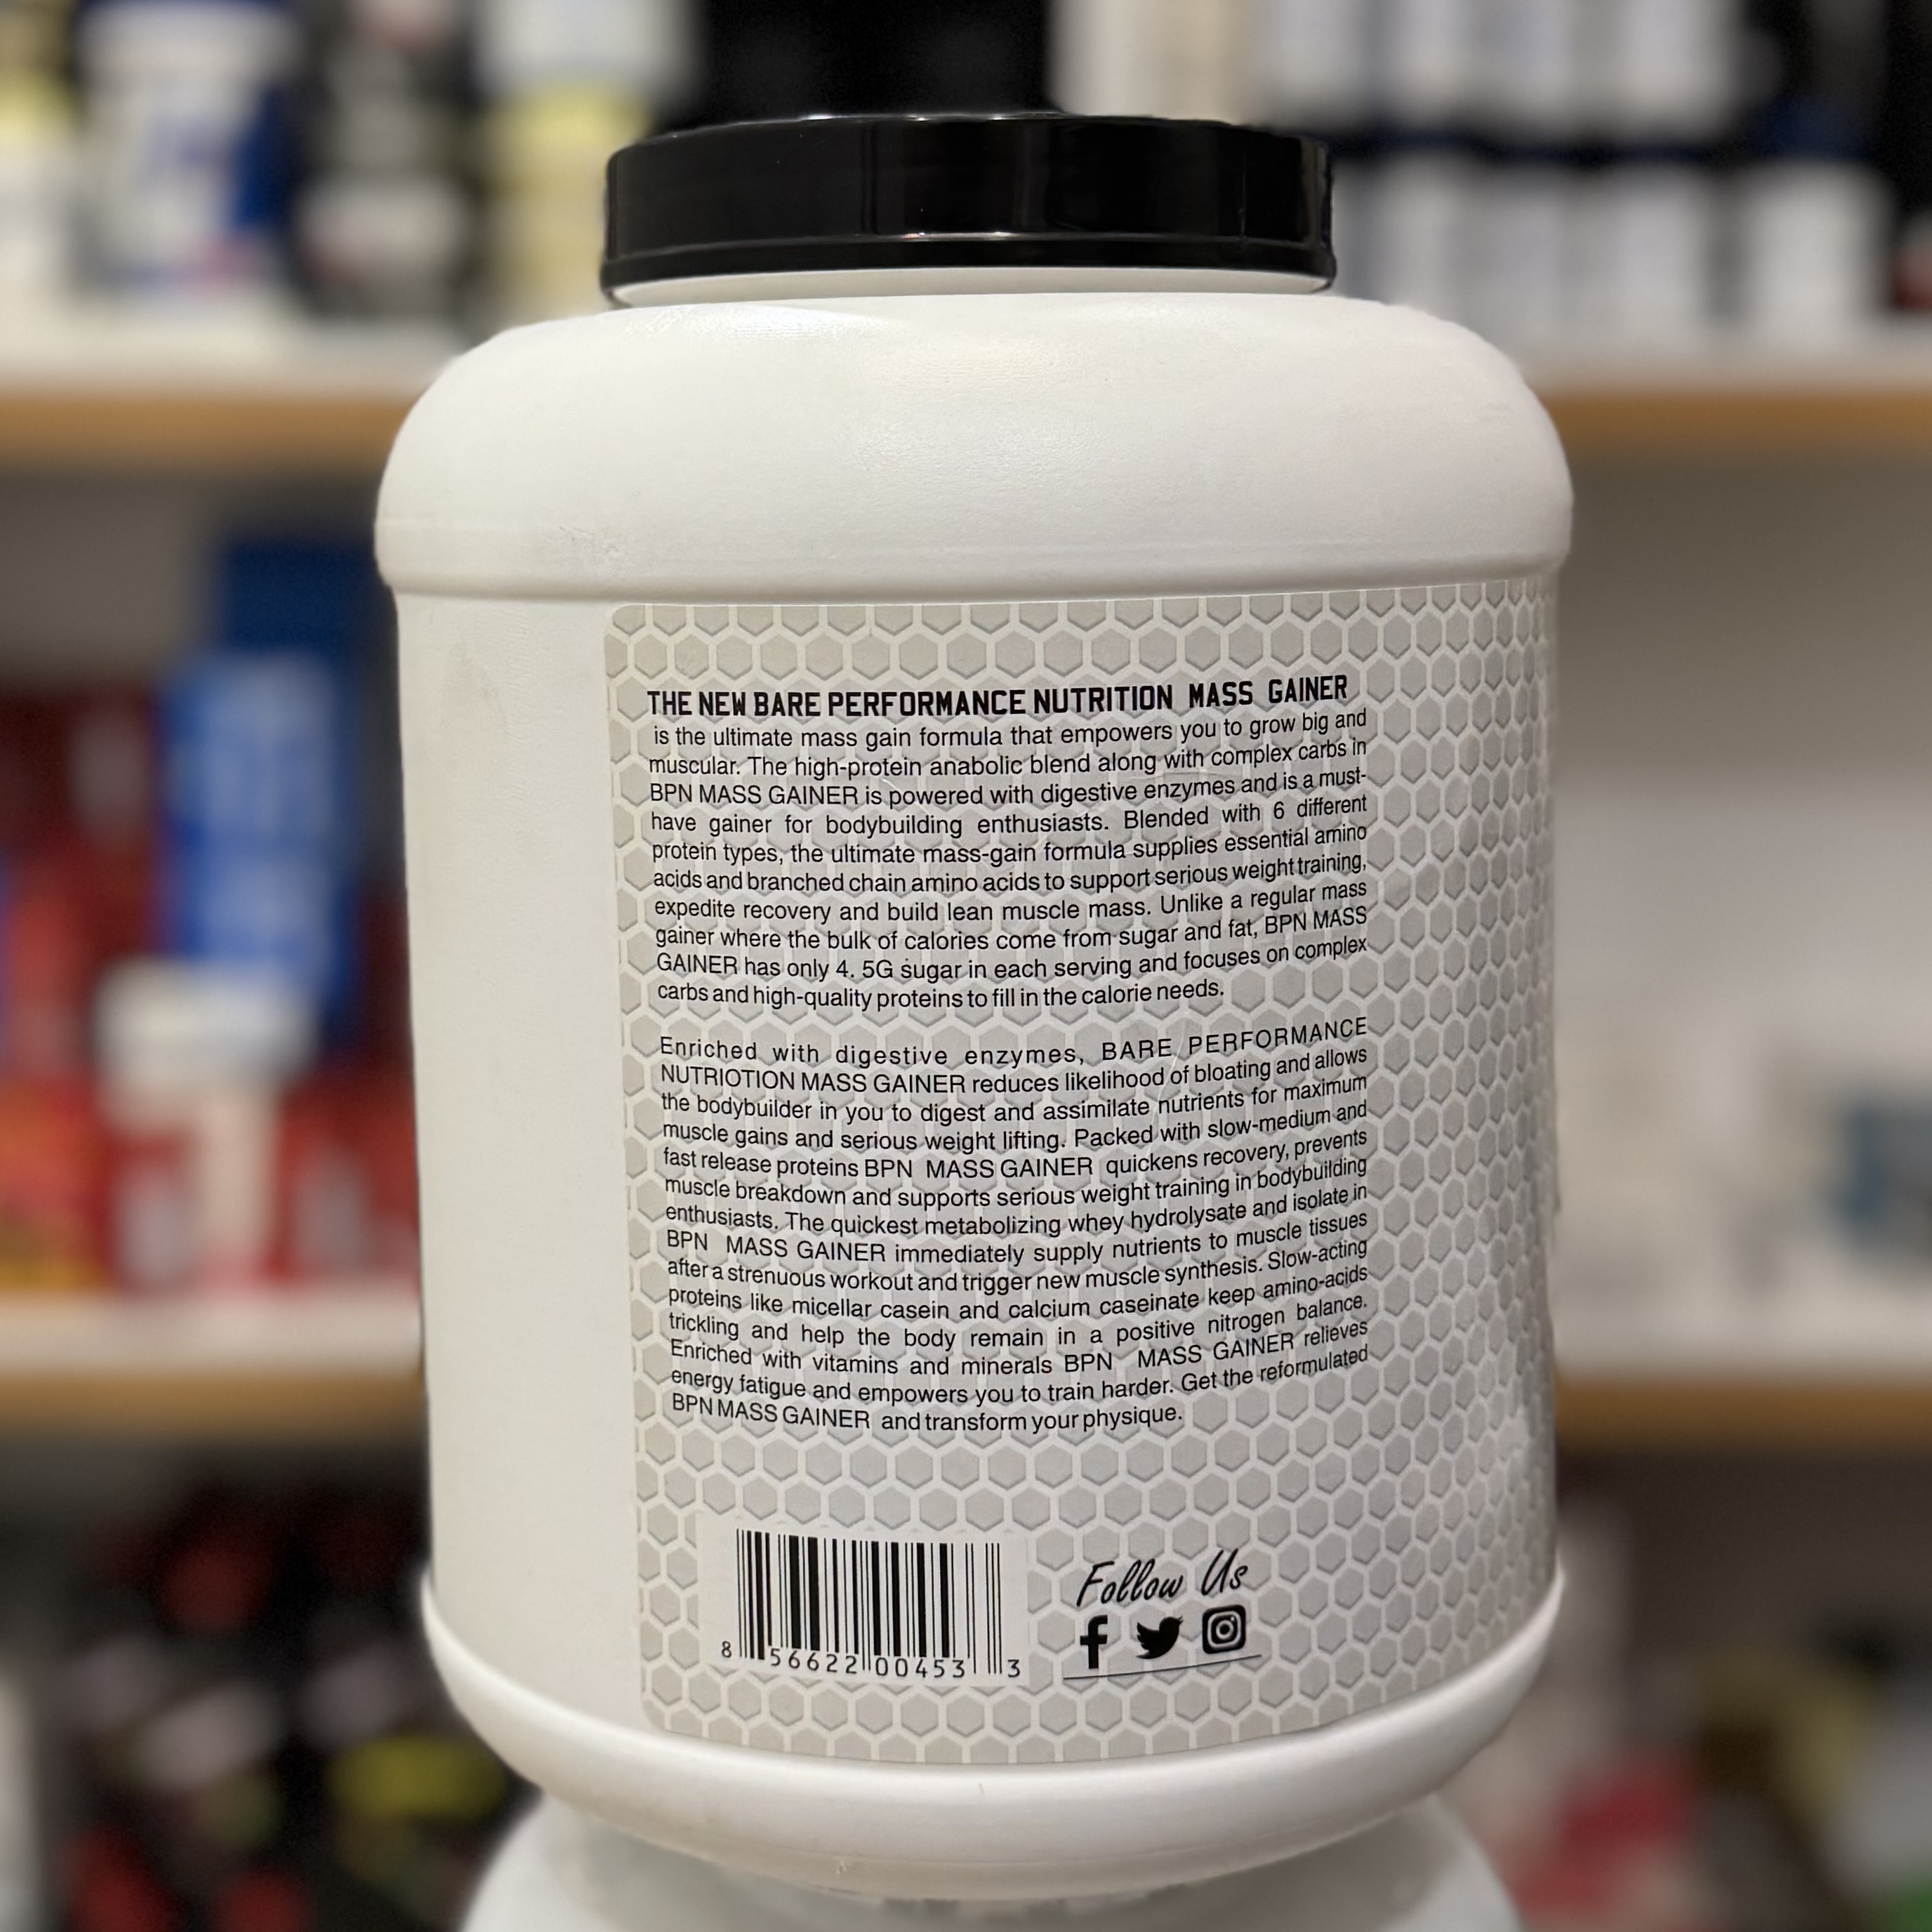 THE NEW BARE PERFORMANCE NUTRITION MASS GAINER
is the ultimate mass gain formula that empowers you to grow big and
muscular. The high-protein anabolic blend along with complex carbs in
BPN MASS GAINER is powered with digestive enzymes and is a must-
have gainer for bodybuilding enthusiasts. Blended with 6 different
protein types, the ultimate mass-gain formula supplies essential amino
acids and branched chain amino acids to support serious weight training,
expedite recovery and build lean muscle mass. Unlike a regular mass
gainer where the bulk of calories come from sugar and fat, BPN MASS
GAINER has only 4. 5G sugar in each serving and focuses on complex
carbs and high-quality proteins to fill in the calorie needs.
Enriched with digestive enzymes, BARE PERFORMANCE
NUTRIOTION MASS GAINER reduces likelihood of bloating and allows
the bodybuilder in you to digest and assimilate nutrients for maximum
muscle gains and serious weight lifting. Packed with slow-medium and
fast release proteins BPN MASS GAINER quickens recovery, prevents
muscle breakdown and supports serious weight training in bodybuilding
enthusiasts. The quickest metabolizing whey hydrolysate and isolate in
BPN MASS GAINER immediately supply nutrients to muscle tissues
after a strenuous workout and trigger new muscle synthesis. Slow-acting
proteins like micellar casein and calcium caseinate keep amino-acids
trickling and help the body remain in a positive nitrogen balance.
Enriched with vitamins and minerals BPN MASS GAINER relieves
energy fatigue and empowers you to train harder. Get the reformulated
BPN MASS GAINER and transform your physique.
Follow Us
8 56622 00453 3